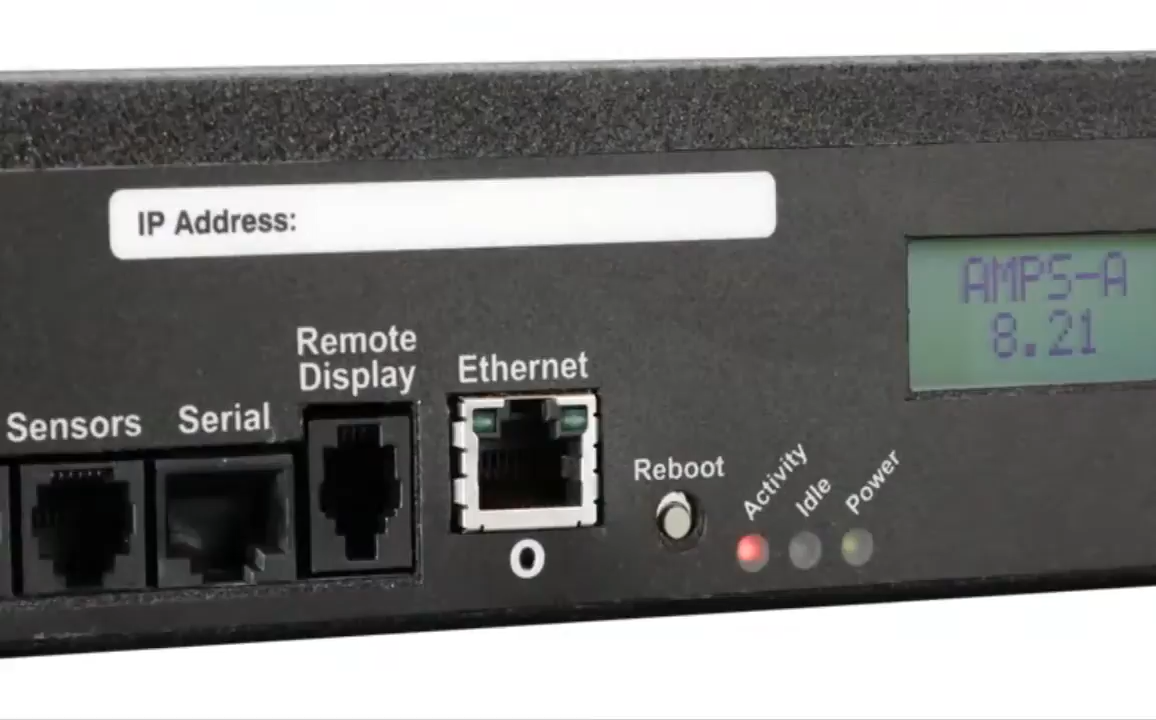 IP Address:
AMPS-A
8.21
Remote
Display
Ethernet
Sensors
Serial
Reboot
Activity
Idle
Power
O